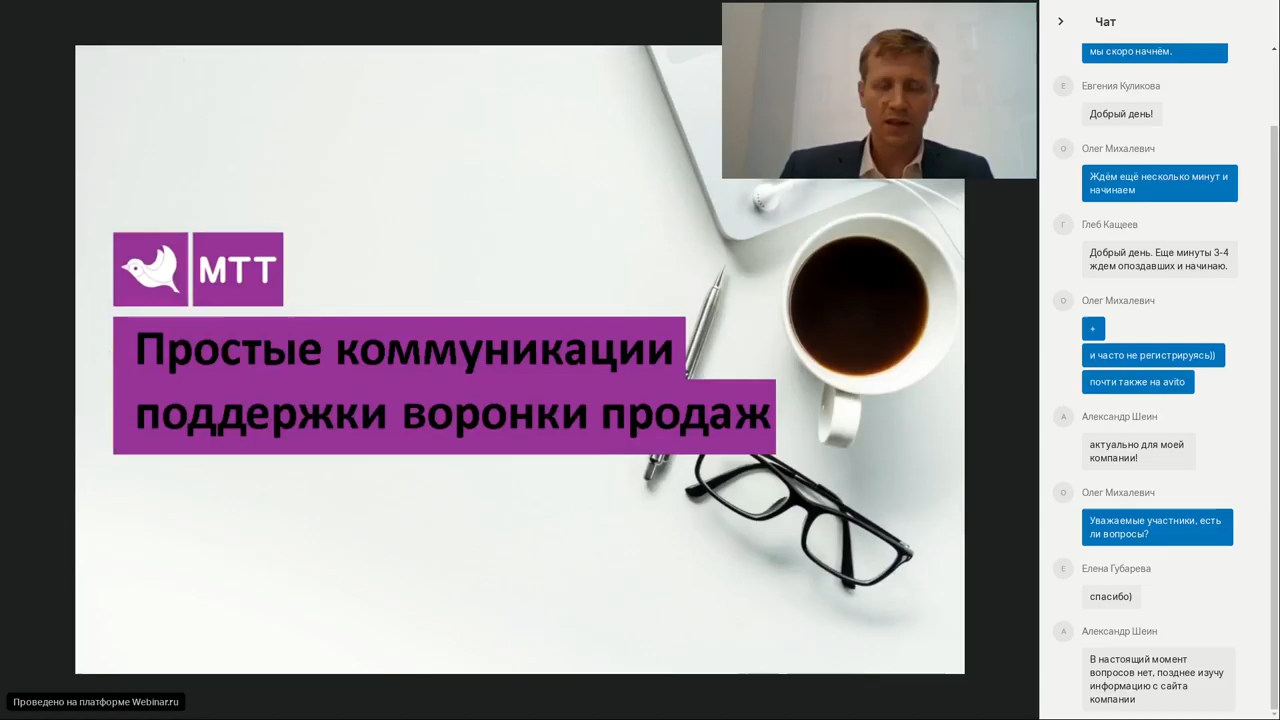 МТТ
Простые коммуникации
поддержки воронки продаж
Проведено на платформе Webinar.ru
Чат
мы скоро начнём.
Е
Евгения Куликова
Добрый день!
О
Олег Михалевич
Ждём ещё несколько минут и
начинаем
Г
Глеб Кащеев
Добрый день. Еще минуты 3-4
ждем опоздавших и начинаю.
О
Олег Михалевич
+
и часто не регистрируясь))
почти также на avito
А
Александр Шеин
актуально для моей
компании!
О
Олег Михалевич
Уважаемые участники, есть
ли вопросы?
Е
Елена Губарева
спасибо)
А
Александр Шеин
В настоящий момент
вопросов нет, позднее изучу
информацию с сайта
компании